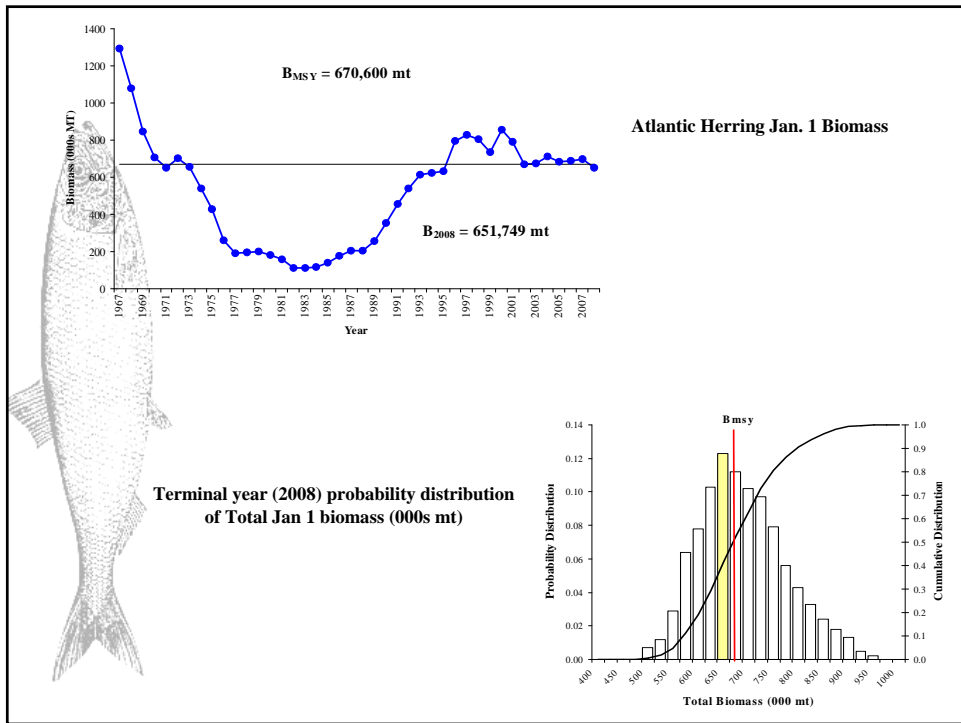 1400
1200
1000
800
600
400
200
0
Biomass (000s MT)
B_MSY = 670,600 mt
B_2008 = 651,749 mt
1967 1969 1971 1973 1975 1977 1979 1981 1983 1985 1987 1989 1991 1993 1995 1997 1999 2001 2003 2005 2007
Year
Atlantic Herring Jan. 1 Biomass
Terminal year (2008) probability distribution
of Total Jan 1 biomass (000s mt)
Bmsy
0.14
0.12
0.10
0.08
0.06
0.04
0.02
0.00
Probability Distribution
1.0
0.9
0.8
0.7
0.6
0.5
0.4
0.3
0.2
0.1
0.0
Cumulative Distribution
400 450 500 550 600 650 700 750 800 850 900 950 1000
Total Biomass (000 mt)